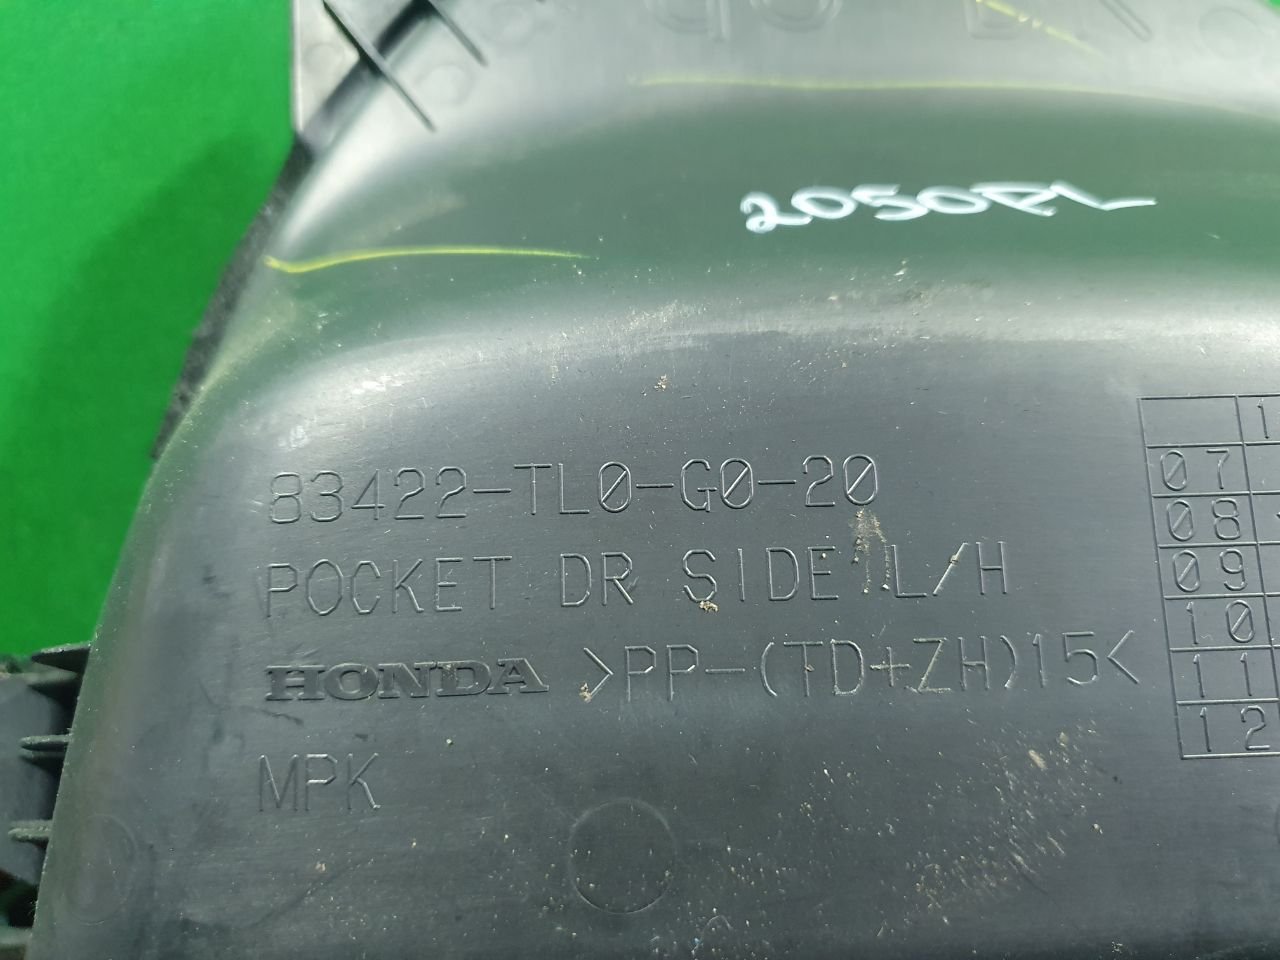 2050PL
83422-TL0-G0-20
POCKET DR SIDE L/H
HONDA >PP-(TD+ZH)15<
MPK
1
07
08
09
10
11
12